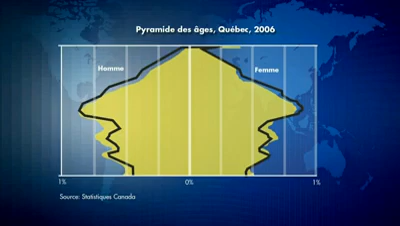 Pyramide des âges, Québec, 2006
Homme
Femme
1%
0%
1%
Source: Statistiques Canada